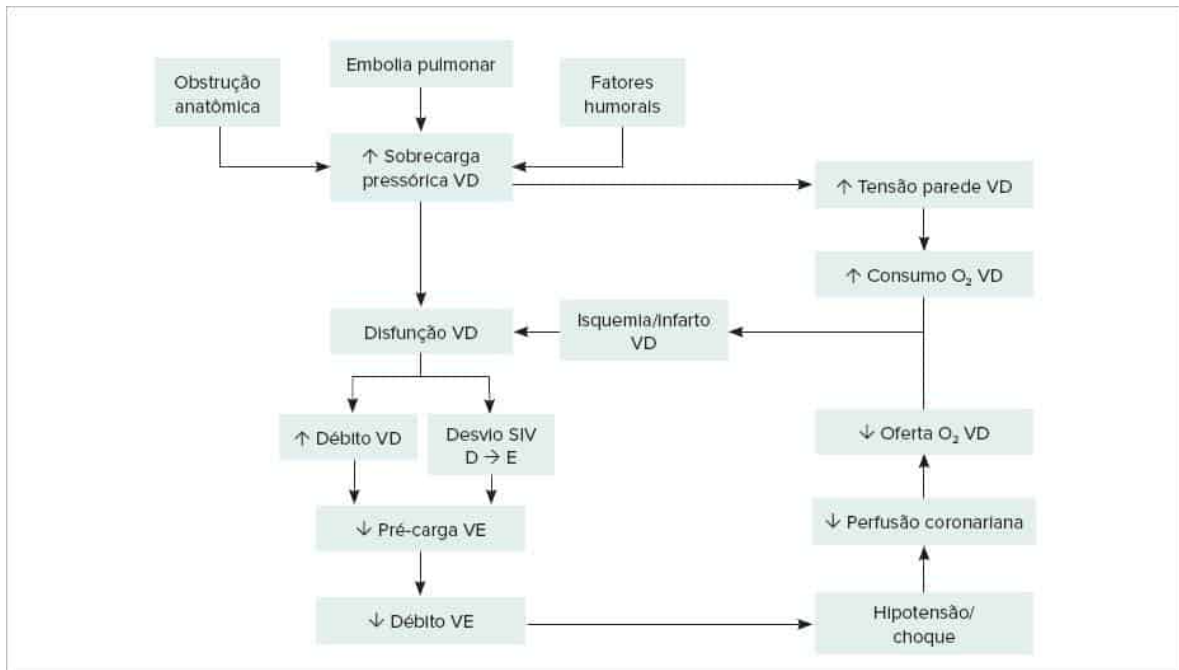 Embolia pulmonar
Obstrução
anatômica
Fatores
humorais
↑ Sobrecarga
pressórica VD
↑ Tensão parede VD
↑ Consumo O₂ VD
Isquemia/infarto
VD
Disfunção VD
↑ Débito VD
Desvio SIV
D → E
↓ Oferta O₂ VD
↓ Pré-carga VE
↓ Perfusão coronariana
↓ Débito VE
Hipotensão/
choque